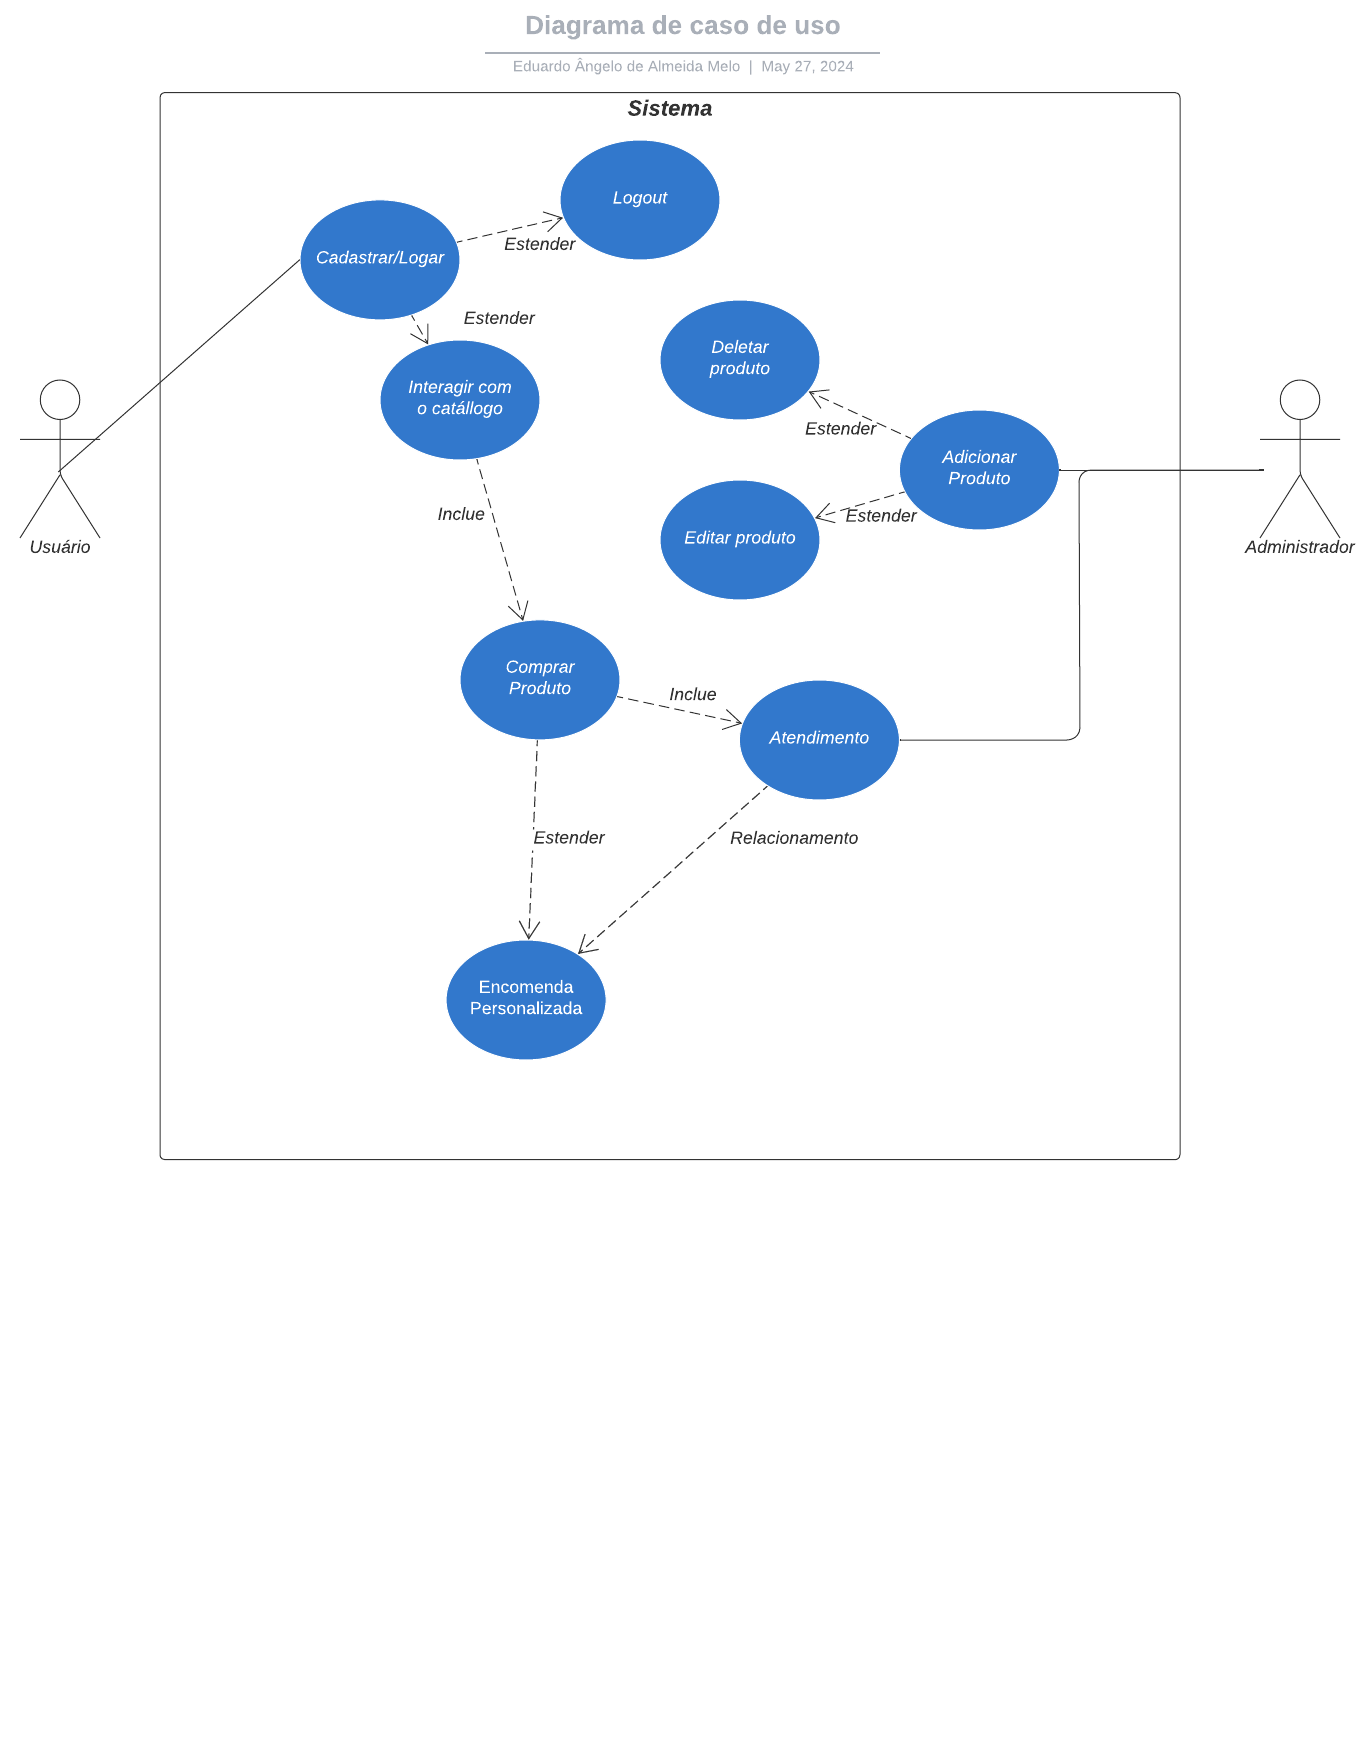 Diagrama de caso de uso
Eduardo Ângelo de Almeida Melo | May 27, 2024
Sistema
Logout
Cadastrar/Logar
Estender
Estender
Deletar
produto
Interagir com
o catállogo
Estender
Adicionar
Produto
Inclue
Estender
Editar produto
Usuário
Administrador
Comprar
Produto
Inclue
Atendimento
Estender
Relacionamento
Encomenda
Personalizada